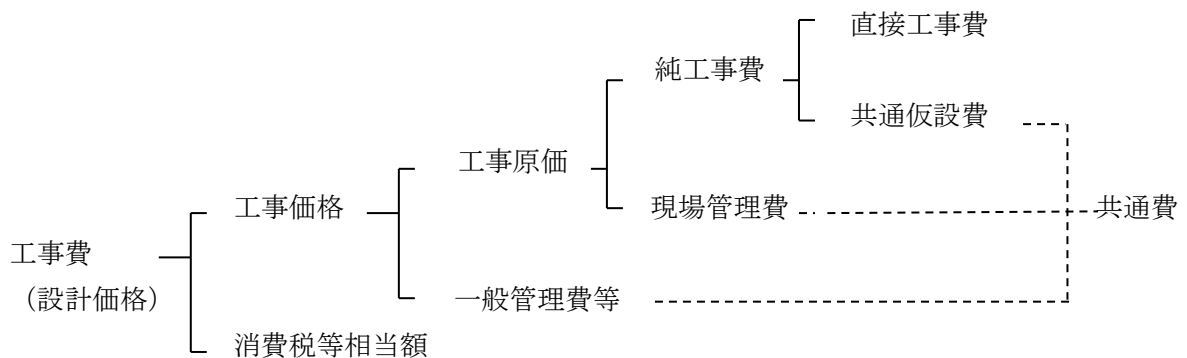 直接工事費
純工事費
共通仮設費
工事原価
工事価格
現場管理費
共通費
工事費
(設計価格)
一般管理費等
消費税等相当額